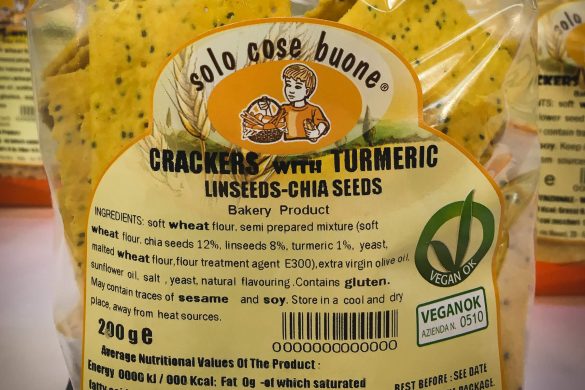 solo cose buone®
CRACKERS WITH TURMERIC
LINSEEDS-CHIA SEEDS
Bakery Product
INGREDIENTS: soft wheat flour, semi prepared mixture (soft
wheat flour, chia seeds 12%, linseeds 8%, turmeric 1%, yeast,
malted wheat flour,flour treatment agent E300),extra virgin olive oil,
sunflower oil, salt , yeast, natural flavouring .Contains gluten.
May contain traces of sesame and soy. Store in a cool and dry
place, away from heat sources.
VEGAN OK
VEGANOK
AZIENDA N. 0510
200 g e
0000000000000
Average Nutritional Values Of The Product :
Energy 0000 kJ / 000 Kcal: Fat 0g -of which saturated
BEST BEFORE : SEE DATE
PACKAGE.
CRACKERS